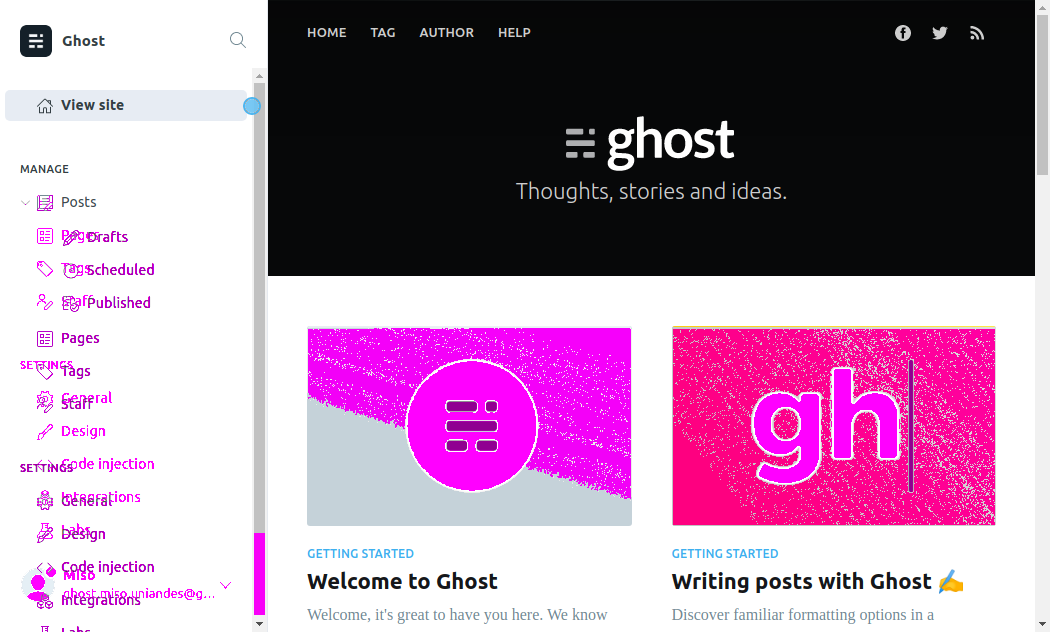 Ghost
View site
MANAGE
Posts
Pages
Drafts
Tags
Scheduled
Staff
Published
Pages
SETTINGS
Tags
General
Staff
Design
Code injection
SETTINGS
Integrations
General
Labs
Design
Code injection
Miso
ghost.miso.uniandes@g...
Integrations
Labs
HOME TAG AUTHOR HELP
ghost
Thoughts, stories and ideas.
gh
GETTING STARTED
Welcome to Ghost
Welcome, it's great to have you here. We know
GETTING STARTED
Writing posts with Ghost ✍️
Discover familiar formatting options in a